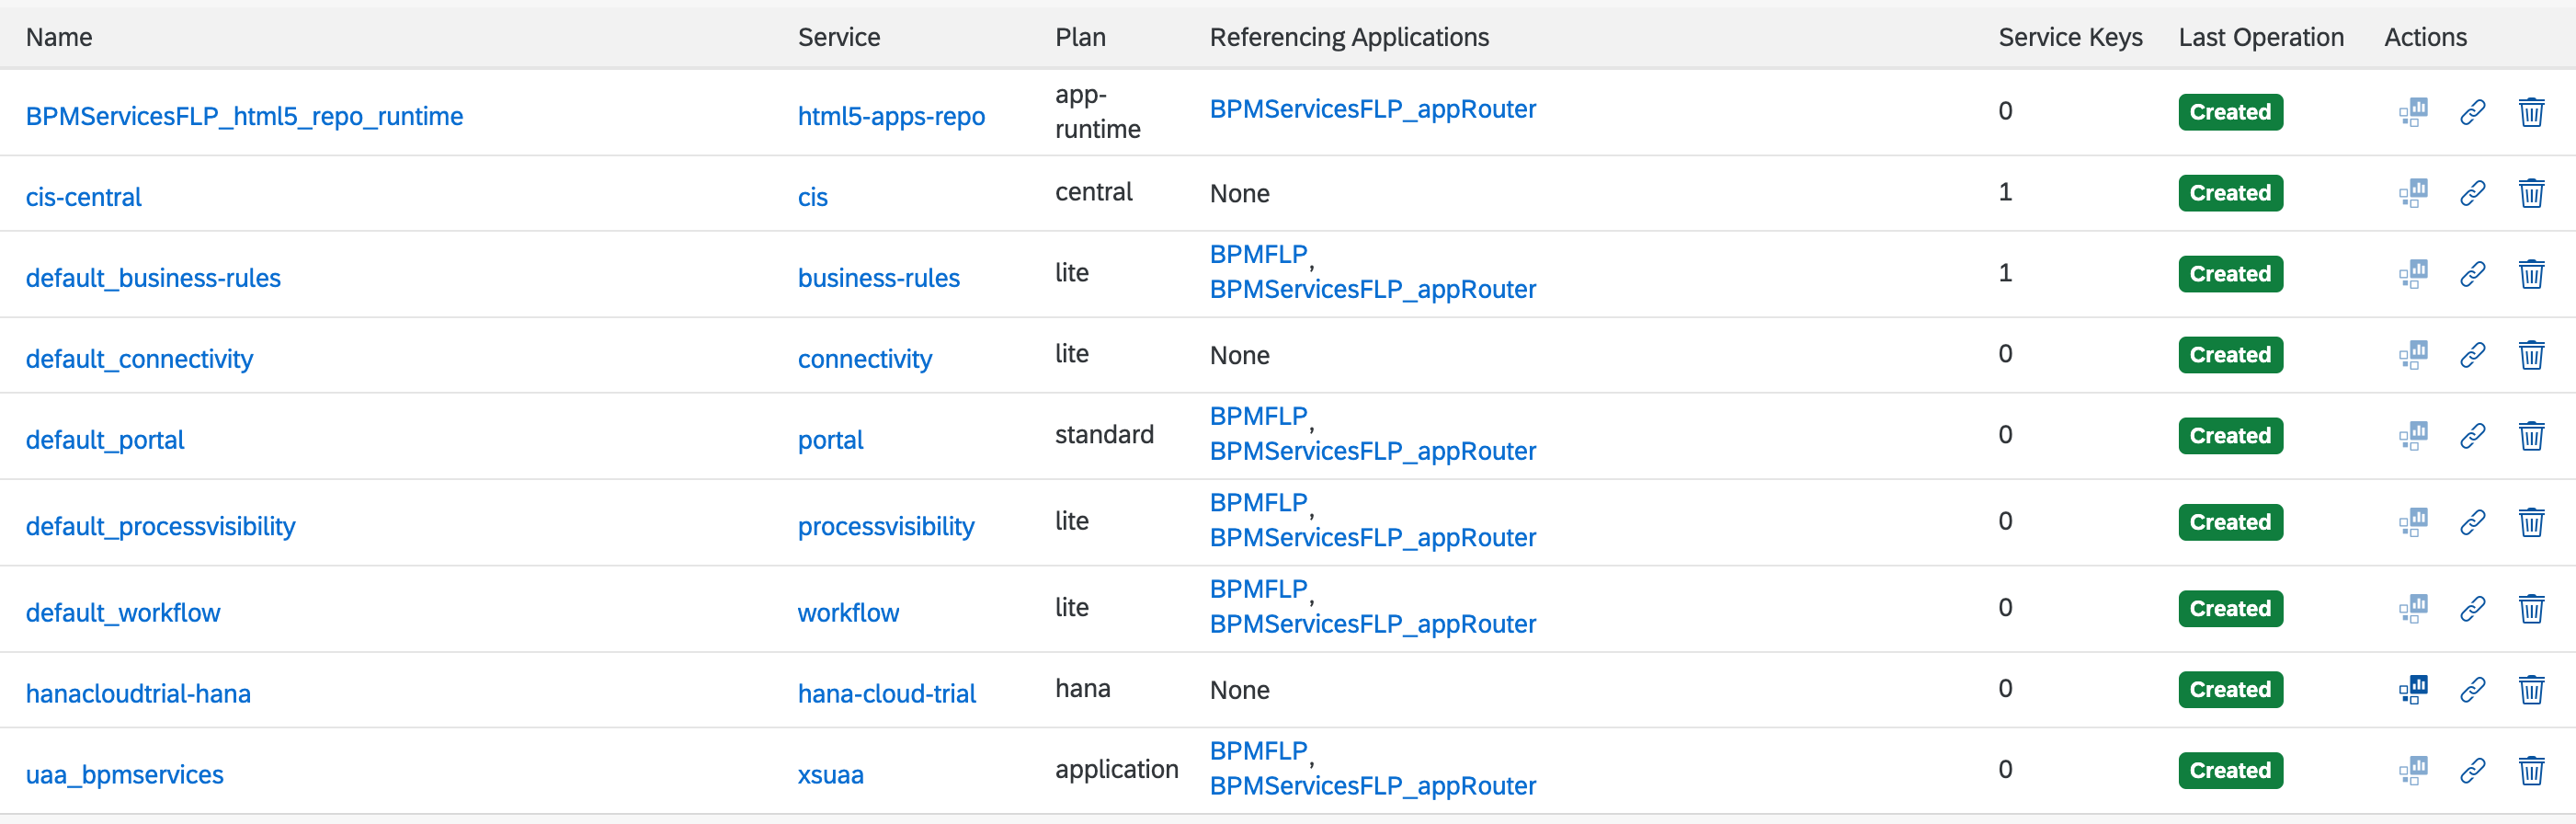 Name Service Plan Referencing Applications Service Keys Last Operation Actions
BPMServicesFLP_html5_repo_runtime html5-apps-repo app-
runtime BPMServicesFLP_appRouter 0 Created
cis-central cis central None 1 Created
default_business-rules business-rules lite BPMFLP,
BPMServicesFLP_appRouter 1 Created
default_connectivity connectivity lite None 0 Created
default_portal portal standard BPMFLP,
BPMServicesFLP_appRouter 0 Created
default_processvisibility processvisibility lite BPMFLP,
BPMServicesFLP_appRouter 0 Created
default_workflow workflow lite BPMFLP,
BPMServicesFLP_appRouter 0 Created
hanacloudtrial-hana hana-cloud-trial hana None 0 Created
uaa_bpmservices xsuaa application BPMFLP,
BPMServicesFLP_appRouter 0 Created